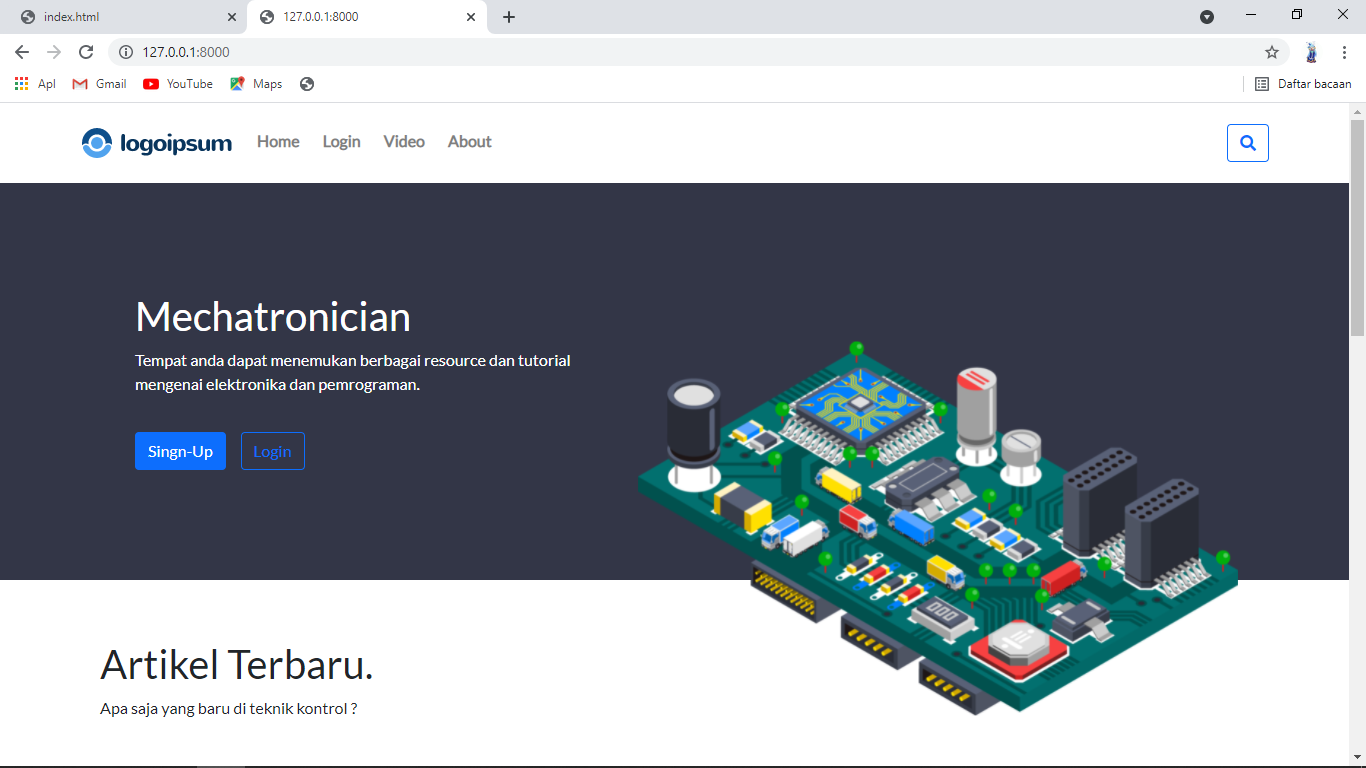 index.html
127.0.0.1:8000
127.0.0.1:8000
Apl Gmail YouTube Maps Daftar bacaan
logoipsum Home Login Video About
Mechatronician
Tempat anda dapat menemukan berbagai resource dan tutorial
mengenai elektronika dan pemrograman.
Singn-Up Login
000
Artikel Terbaru.
Apa saja yang baru di teknik kontrol ?